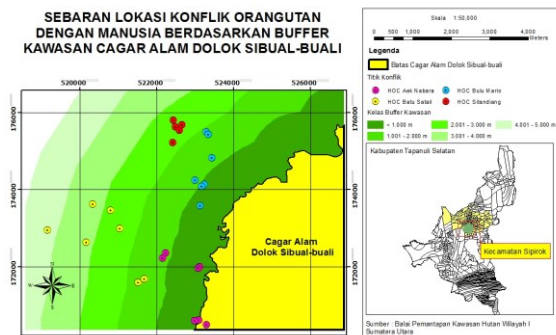 SEBARAN LOKASI KONFLIK ORANGUTAN
DENGAN MANUSIA BERDASARKAN BUFFER
KAWASAN CAGAR ALAM DOLOK SIBUAL-BUALI
520000 522000 524000 526000
176000
174000
172000
Cagar Alam
Dolok Sibual-buali
N
W
S
Skala 1:50,000
0 500 1,000 2,000 3,000 4,000
Meters
Legenda
Batas Cagar Alam Dolok Sibual-buali
Titik Konflik
HOC Aek Nabara
HOC Bulu Mario
HOC Batu Satail
HOC Sitandiang
Kelas Buffer Kawasan
< 1.000 m
2.001 - 3.000 m
4.001 - 5.000 m
1.001 - 2.000 m
3.001 - 4.000 m
Kabupaten Tapanuli Selatan
Kecamatan Sipirok
Sumber : Balai Pemantapan Kawasan Hutan Wilayah I
Sumatera Utara